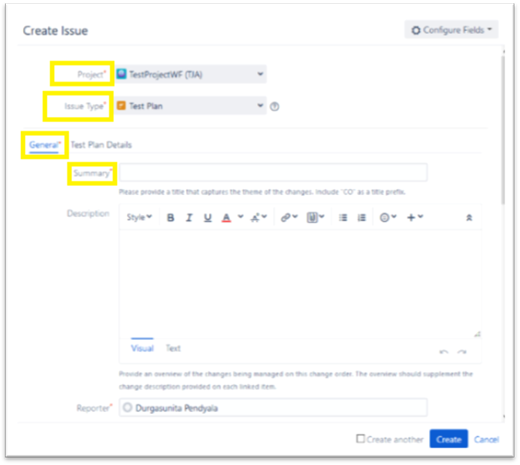 Create Issue
Configure Fields
Project*
TestProjectWF (TJA)
Issue Type*
Test Plan
General*
Test Plan Details
Summary*
Please provide a title that captures the theme of the changes. Include 'CO' as a title prefix.
Description
Style
B I U A
Visual
Text
Provide an overview of the changes being managed on this change order. The overview should supplement the
change description provided on each linked item.
Reporter*
Durgasunita Pendyala
Create another
Create
Cancel